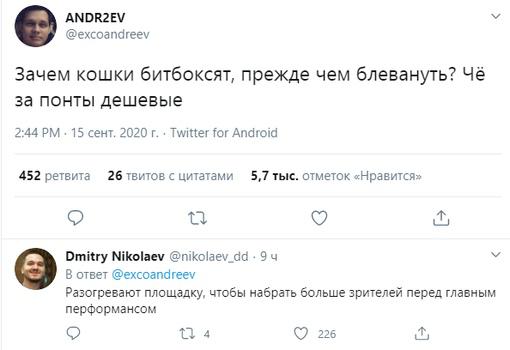 ANDR2EV
@excoandreev
Зачем кошки битбоксят, прежде чем блевануть? Чё
за понты дешевые
2:44 PM · 15 сент. 2020 г. · Twitter for Android
452 ретвита 26 твитов с цитатами 5,7 тыс. отметок «Нравится»
Dmitry Nikolaev @nikolaev_dd · 9 ч
В ответ @excoandreev
Разогревают площадку, чтобы набрать больше зрителей перед главным
перформансом
4 226